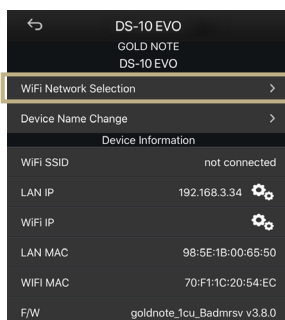 DS-10 EVO
GOLD NOTE
DS-10 EVO
WiFi Network Selection
Device Name Change
Device Information
WiFi SSID not connected
LAN IP 192.168.3.34
WiFi IP
LAN MAC 98:5E:1B:00:65:50
WIFI MAC 70:F1:1C:20:54:EC
F/W goldnote_1cu_Badmrsv v3.8.0